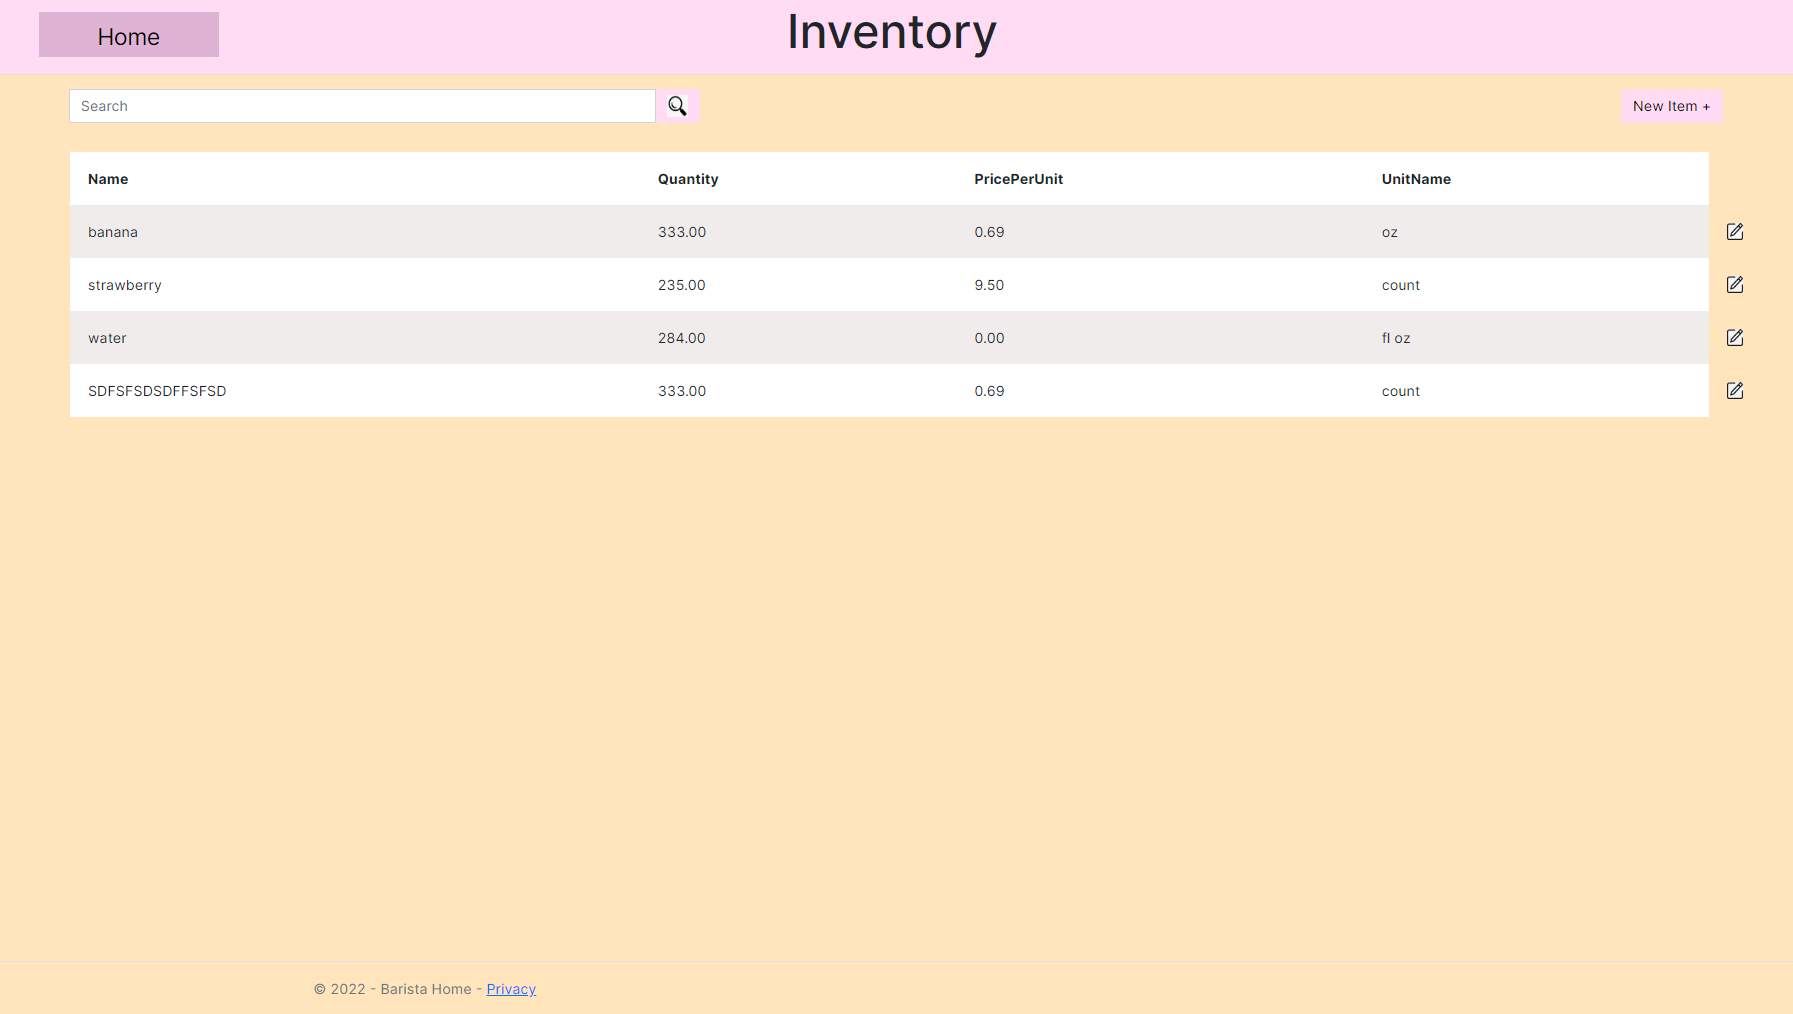 Home
Inventory
Search
New Item +
Name Quantity PricePerUnit UnitName
banana 333.00 0.69 oz
strawberry 235.00 9.50 count
water 284.00 0.00 fl oz
SDFSFSDSDFFSFSD 333.00 0.69 count
© 2022 - Barista Home - Privacy